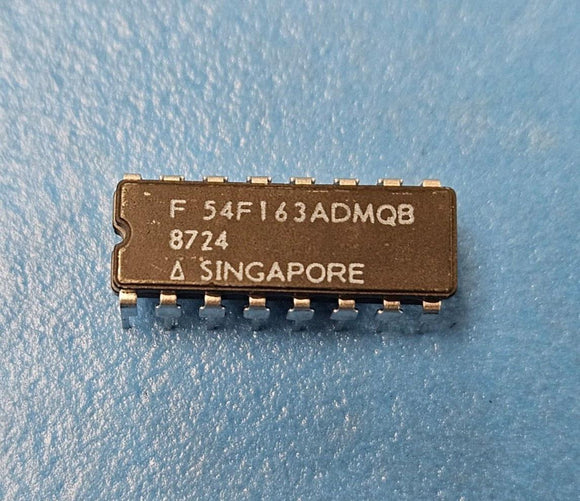 F 54F163ADMQB
8724
Δ SINGAPORE